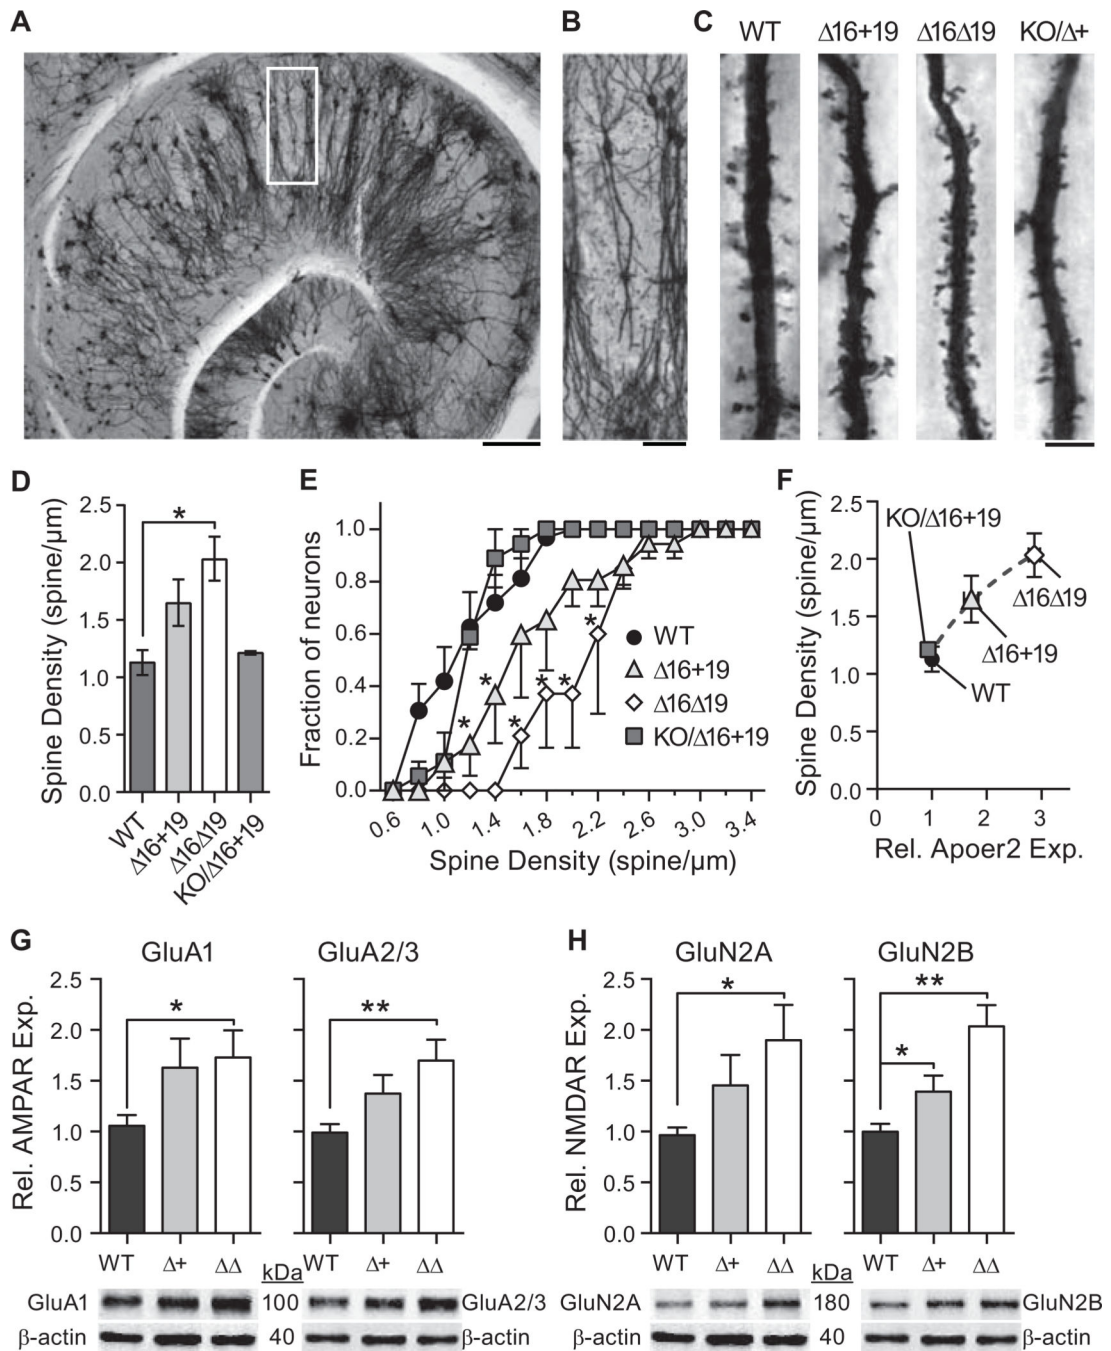 A
B
C
WT Δ16+19 Δ16Δ19 KO/Δ+
D
Spine Density (spine/μm)
2.5
2.0
1.5
1.0
0.5
0.0
*
WT
Δ16+19
Δ16Δ19
KO/Δ16+19
E
Fraction of neurons
1.0
0.8
0.6
0.4
0.2
0.0
* * * * * *
WT
Δ16+19
Δ16Δ19
KO/Δ16+19
0.6 1.0 1.4 1.8 2.2 2.6 3.0 3.4
Spine Density (spine/μm)
F
Spine Density (spine/μm)
2.5
2.0
1.5
1.0
0.5
0.0
KO/Δ16+19
Δ16Δ19
Δ16+19
WT
0 1 2 3
Rel. Apoer2 Exp.
G
GluA1 GluA2/3
Rel. AMPAR Exp.
2.5
2.0
1.5
1.0
0.5
0.0
* **
WT Δ+ ΔΔ kDa WT Δ+ ΔΔ
GluA1 100 GluA2/3
β-actin 40 β-actin
H
GluN2A GluN2B
Rel. NMDAR Exp.
2.5
2.0
1.5
1.0
0.5
0.0
* ** *
WT Δ+ ΔΔ kDa WT Δ+ ΔΔ
GluN2A 180 GluN2B
β-actin 40 β-actin